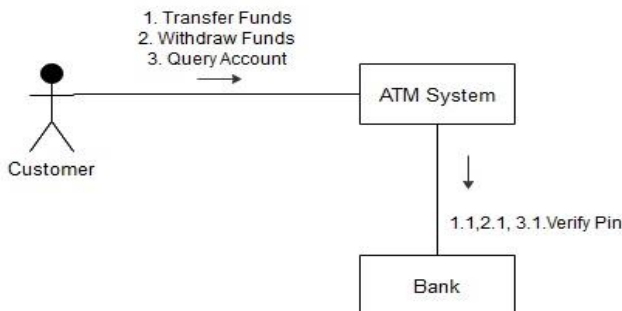 1. Transfer Funds
2. Withdraw Funds
3. Query Account
ATM System
Customer
1.1,2.1, 3.1.Verify Pin
Bank